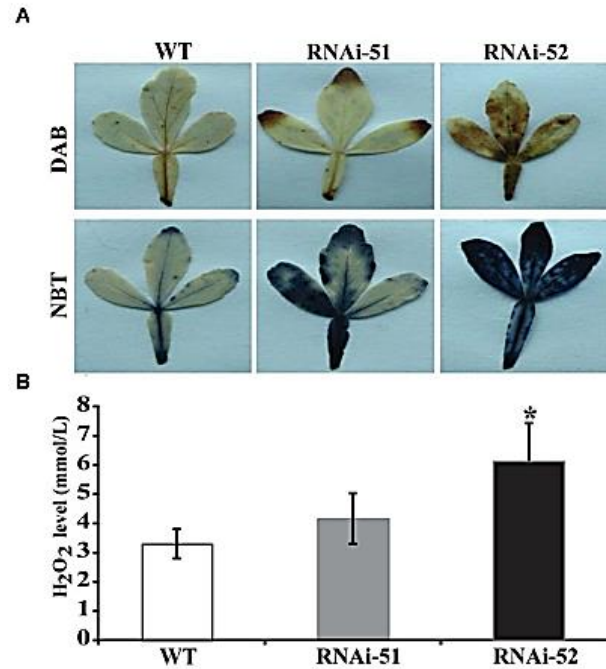 A
WT RNAi-51 RNAi-52
DAB
NBT
B
H₂O₂ level (mmol/L)
8
7
6
5
4
3
2
1
0
*
WT RNAi-51 RNAi-52